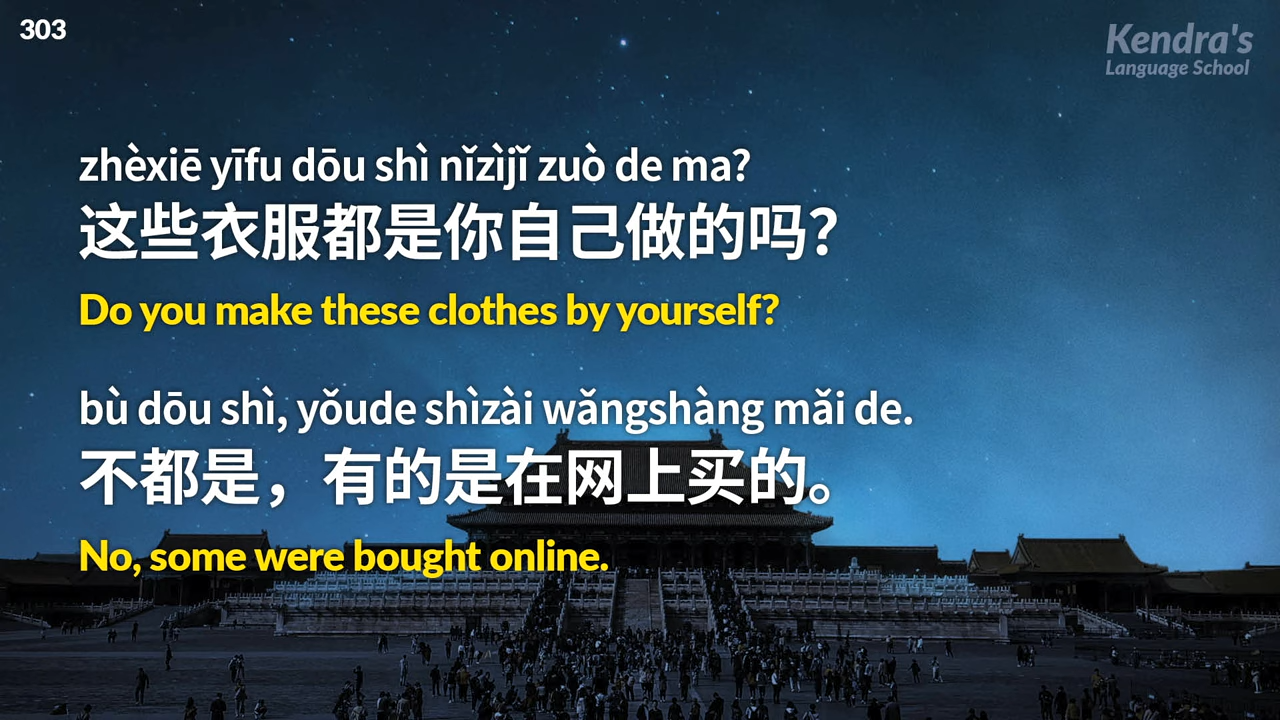 303
Kendra's
Language School
zhèxiē yīfu dōu shì nǐzìjǐ zuò de ma?
这些衣服都是你自己做的吗？
Do you make these clothes by yourself?
bù dōu shì, yǒude shìzài wǎngshàng mǎi de.
不都是，有的是在网上买的。
No, some were bought online.